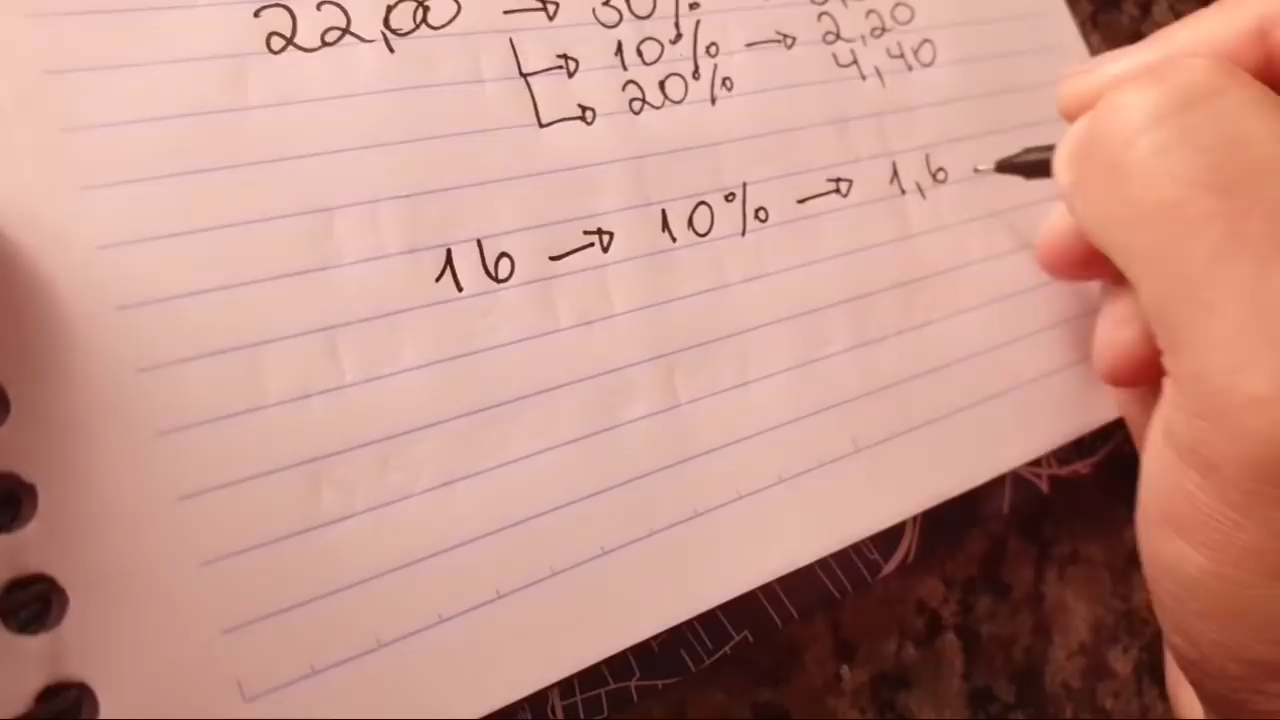 22,00 → 30%
→ 10% → 2,20
→ 20% 4,40
16 → 10% → 1,6